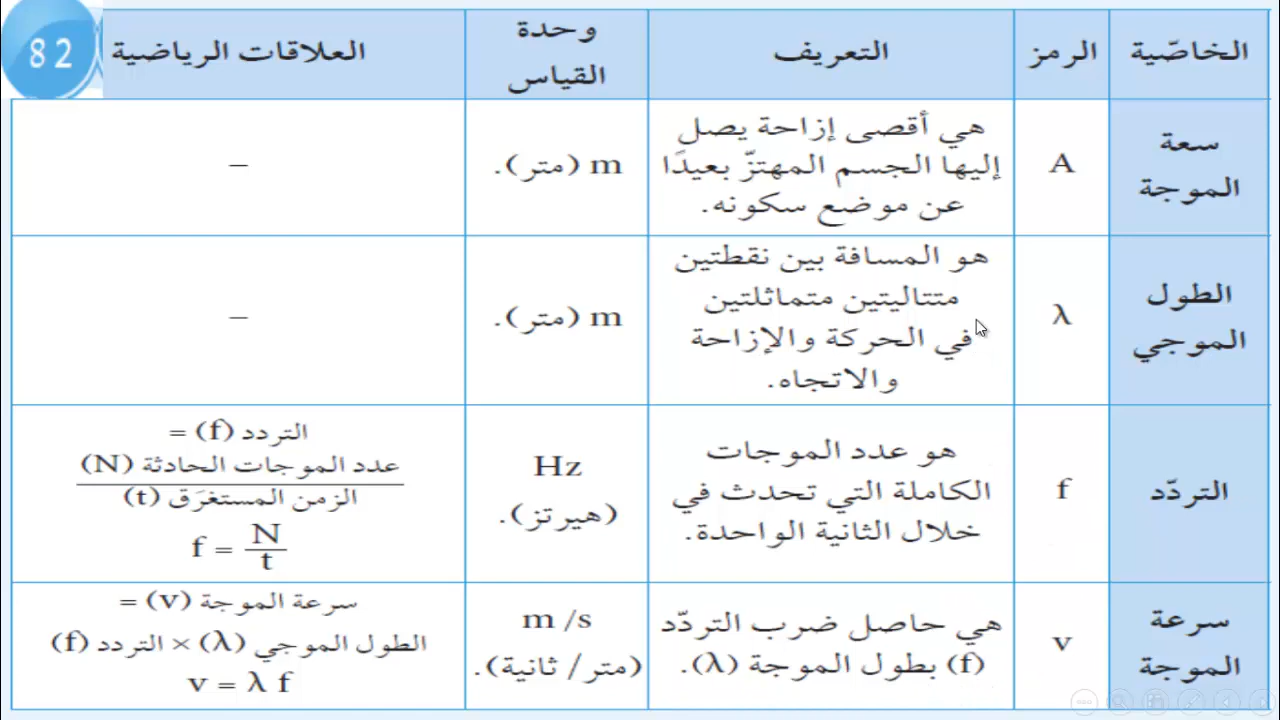 82
الخاصّية
الرمز
التعريف
وحدة
القياس
العلاقات الرياضية
سعة
الموجة
A
هي أقصى إزاحة يصل
إليها الجسم المهتزّ بعيدًا
عن موضع سكونه.
m (متر).
–
الطول
الموجي
λ
هو المسافة بين نقطتين
متتاليتين متماثلتين
في الحركة والإزاحة
والاتجاه.
m (متر).
–
التردّد
f
هو عدد الموجات
الكاملة التي تحدث في
خلال الثانية الواحدة.
Hz
(هيرتز).
التردد (f) =
عدد الموجات الحادثة (N)
الزمن المستغرَق (t)
f = N/t
سرعة
الموجة
v
هي حاصل ضرب التردّد
(f) بطول الموجة (λ).
m /s
(متر/ ثانية).
سرعة الموجة (v) =
الطول الموجي (λ) × التردد (f)
v = λ f